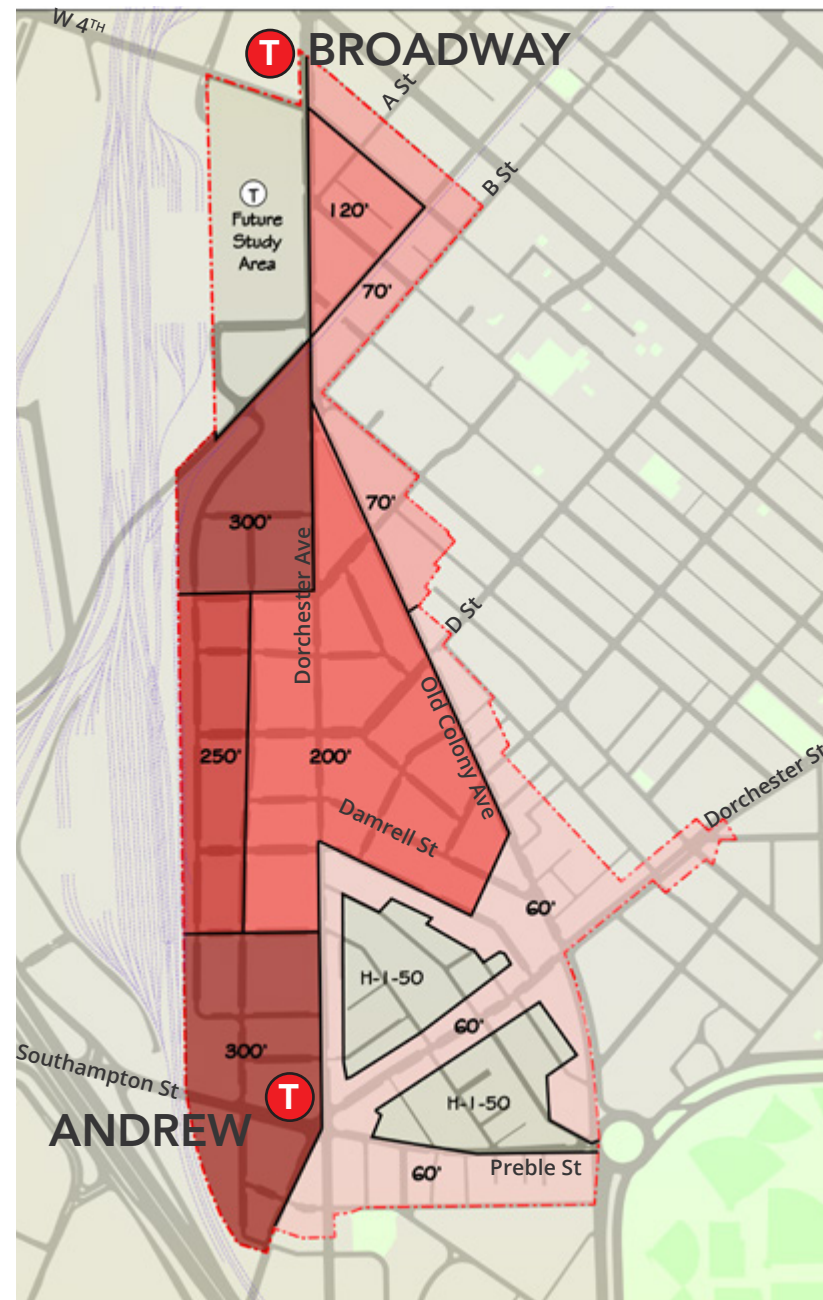 W 4TH
T BROADWAY
A St
B St
T
Future
Study
Area
120'
70'
70'
300'
Dorchester Ave
D St
Old Colony Ave
250'
200'
Damrell St
Dorchester St
60'
H-1-50
60'
300'
Southampton St
T
ANDREW
H-1-50
Preble St
60'